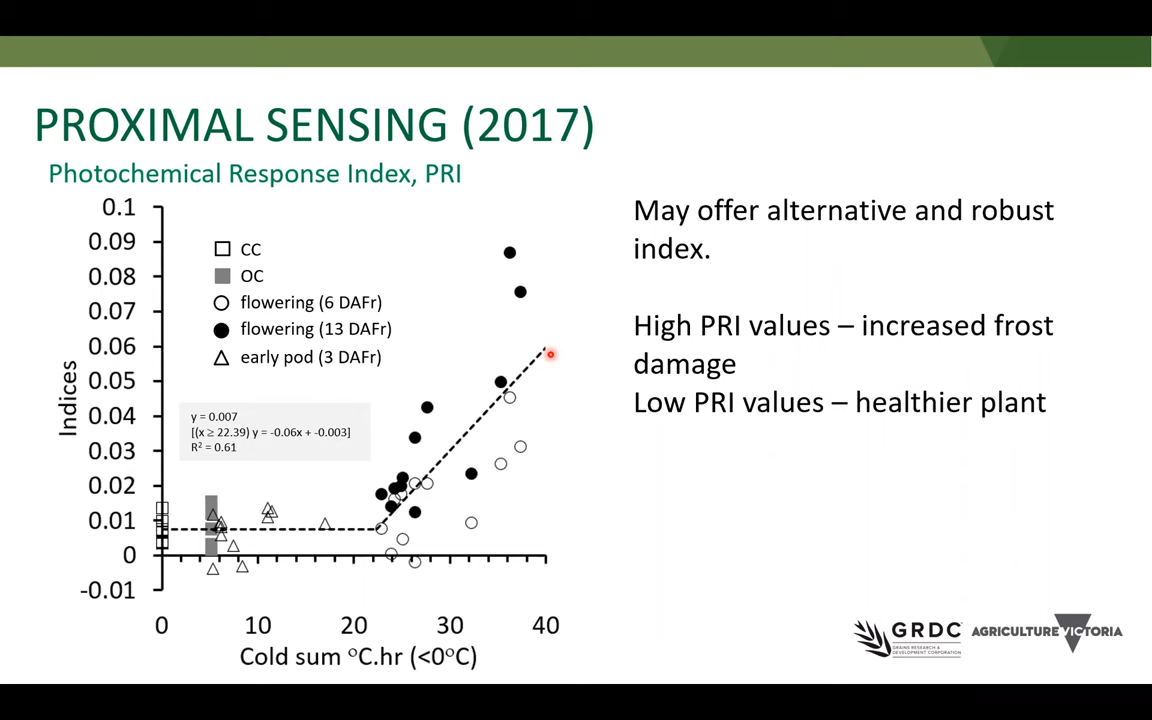 PROXIMAL SENSING (2017)
Photochemical Response Index, PRI
0.1
0.09
0.08
0.07
0.06
0.05
0.04
0.03
0.02
0.01
0
-0.01
Indices
CC
OC
flowering (6 DAFr)
flowering (13 DAFr)
early pod (3 DAFr)
y = 0.007
[(x ≥ 22.39) y = -0.06x + -0.003]
R² = 0.61
0 10 20 30 40
Cold sum °C.hr (<0°C)
May offer alternative and robust
index.
High PRI values – increased frost
damage
Low PRI values – healthier plant
GRDC
GRAINS RESEARCH &
DEVELOPMENT CORPORATION
AGRICULTURE VICTORIA